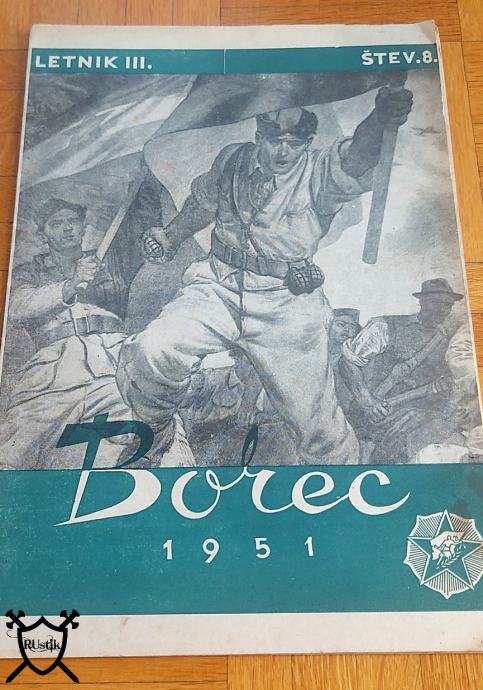 LETNIK III.
ŠTEV.8.
Borec
1951
RUstik